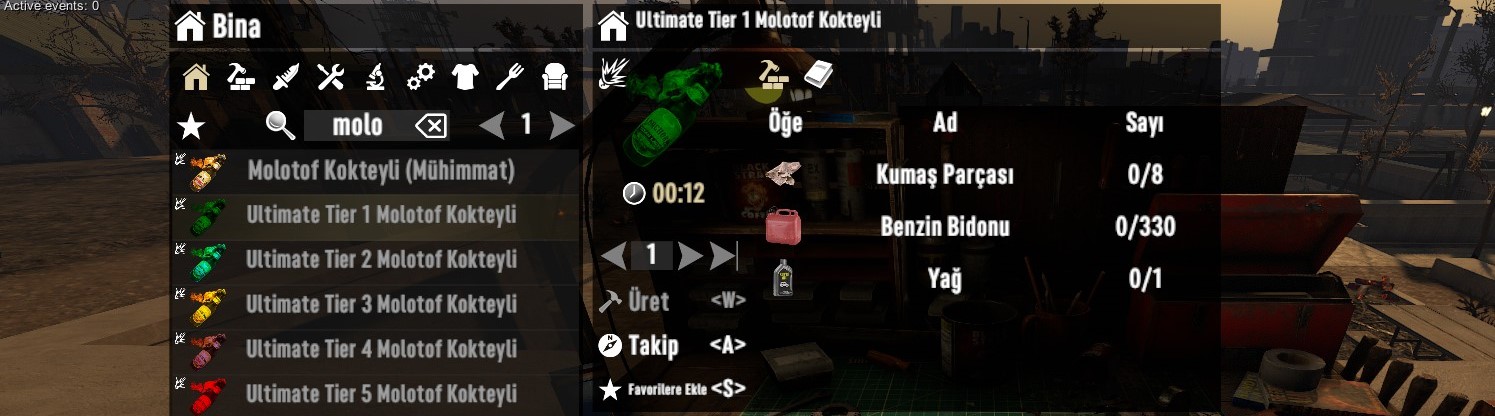 Active events: 0
Bina
molo
1
Molotof Kokteyli (Mühimmat)
Ultimate Tier 1 Molotof Kokteyli
Ultimate Tier 2 Molotof Kokteyli
Ultimate Tier 3 Molotof Kokteyli
Ultimate Tier 4 Molotof Kokteyli
Ultimate Tier 5 Molotof Kokteyli
Ultimate Tier 1 Molotof Kokteyli
Öğe Ad Sayı
Kumaş Parçası 0/8
Benzin Bidonu 0/330
Yağ 0/1
00:12
1
Üret <W>
Takip <A>
Favorilere Ekle <S>